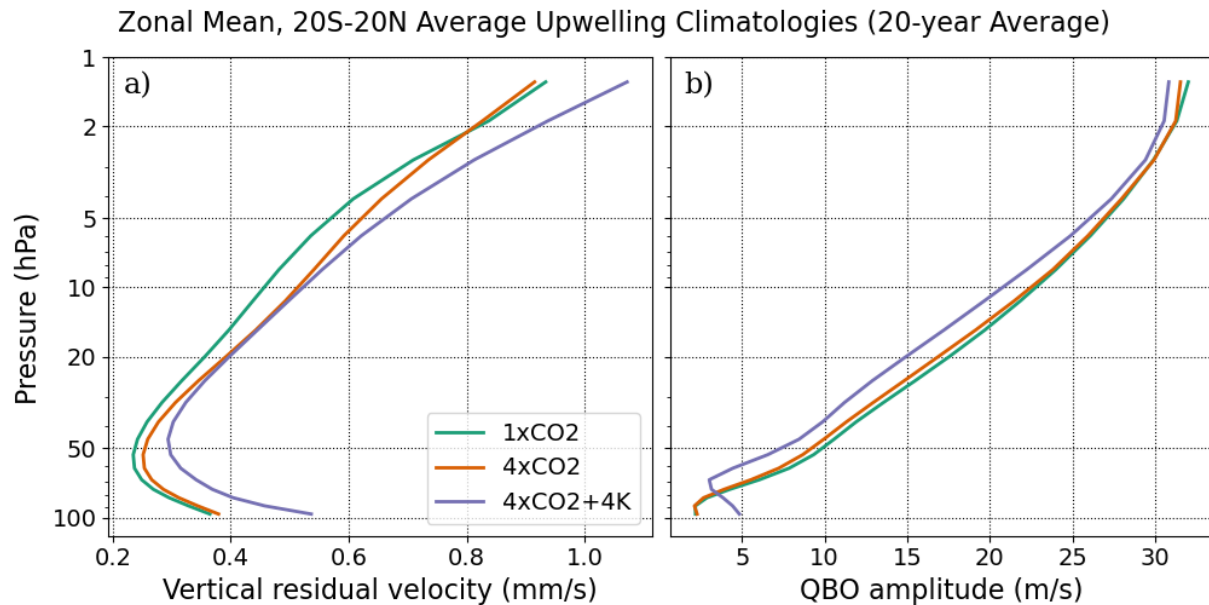 Zonal Mean, 20S-20N Average Upwelling Climatologies (20-year Average)
a)
b)
Pressure (hPa)
1
2
5
10
20
50
100
1xCO2
4xCO2
4xCO2+4K
0.2 0.4 0.6 0.8 1.0
5 10 15 20 25 30
Vertical residual velocity (mm/s)
QBO amplitude (m/s)